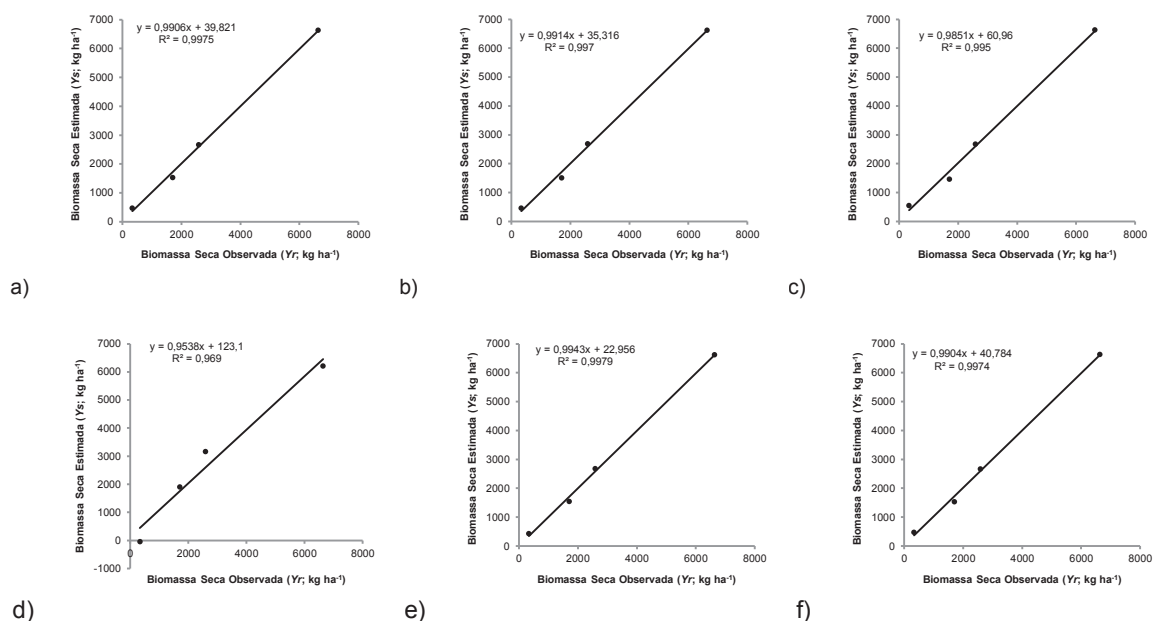 y = 0,9906x + 39,821
R² = 0,9975
Biomassa Seca Estimada (Ys; kg ha⁻¹)
7000
6000
5000
4000
3000
2000
1000
0
0 2000 4000 6000 8000
Biomassa Seca Observada (Yr; kg ha⁻¹)
a)
y = 0,9914x + 35,316
R² = 0,997
Biomassa Seca Estimada (Ys; kg ha⁻¹)
7000
6000
5000
4000
3000
2000
1000
0
0 2000 4000 6000 8000
Biomassa Seca Observada (Yr; kg ha⁻¹)
b)
y = 0,9851x + 60,96
R² = 0,995
Biomassa Seca Estimada (Ys; kg ha⁻¹)
7000
6000
5000
4000
3000
2000
1000
0
0 2000 4000 6000 8000
Biomassa Seca Observada (Yr; kg ha⁻¹)
c)
y = 0,9538x + 123,1
R² = 0,969
Biomassa Seca Estimada (Ys; kg ha⁻¹)
7000
6000
5000
4000
3000
2000
1000
0
-1000
0 2000 4000 6000 8000
Biomassa Seca Observada (Yr; kg ha⁻¹)
d)
y = 0,9943x + 22,956
R² = 0,9979
Biomassa Seca Estimada (Ys; kg ha⁻¹)
7000
6000
5000
4000
3000
2000
1000
0
0 2000 4000 6000 8000
Biomassa Seca Observada (Yr; kg ha⁻¹)
e)
y = 0,9904x + 40,784
R² = 0,9974
Biomassa Seca Estimada (Ys; kg ha⁻¹)
7000
6000
5000
4000
3000
2000
1000
0
0 2000 4000 6000 8000
Biomassa Seca Observada (Yr; kg ha⁻¹)
f)